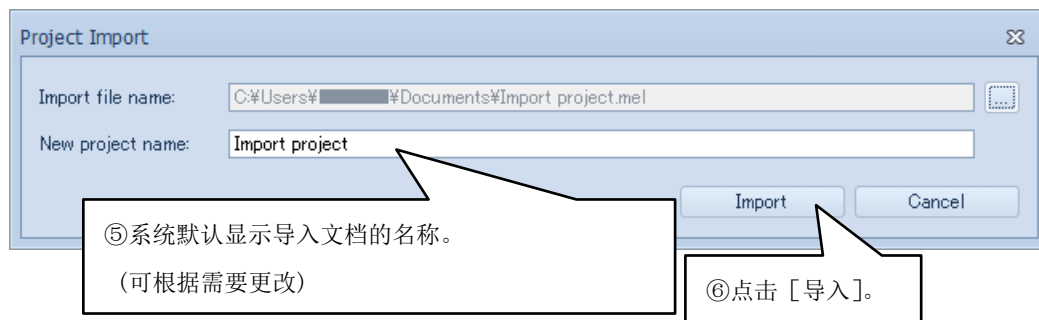 Project Import
Import file name: C:¥Users¥ ¥Documents¥Import project.mel ...
New project name: Import project
Import Cancel
⑤系统默认显示导入文档的名称。
(可根据需要更改)
⑥点击［导入］。